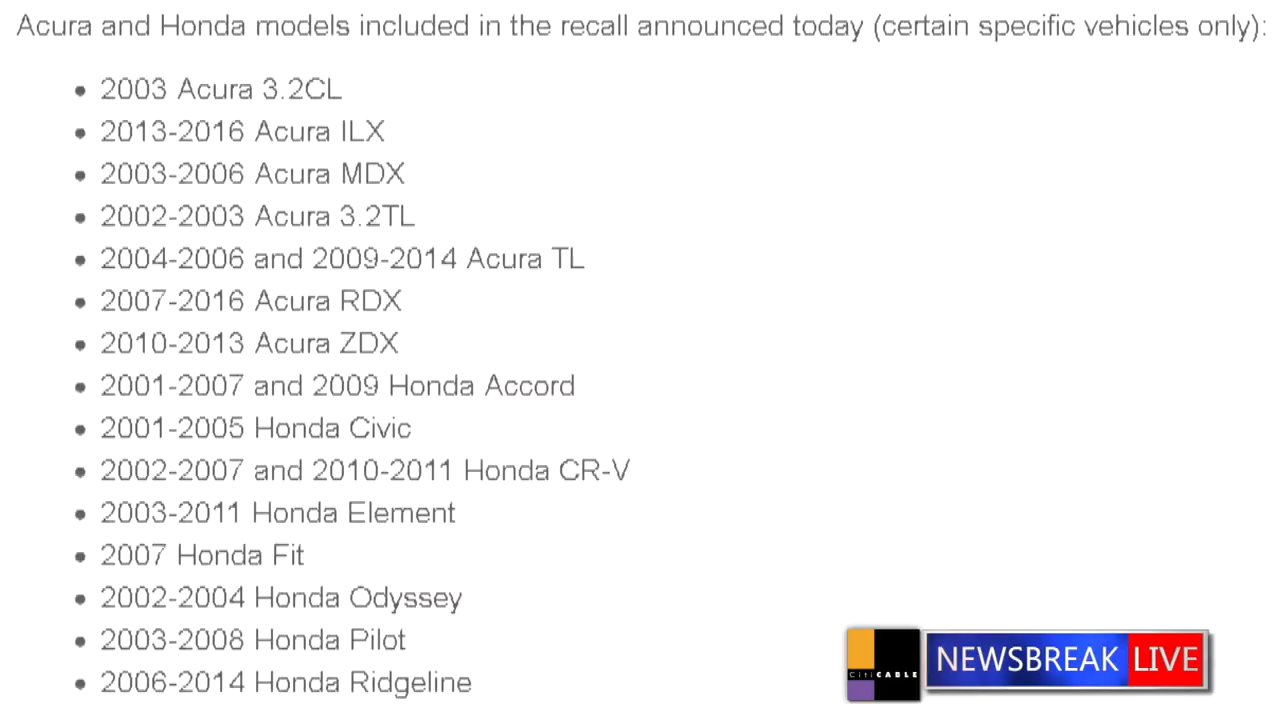 Acura and Honda models included in the recall announced today (certain specific vehicles only):
• 2003 Acura 3.2CL
• 2013-2016 Acura ILX
• 2003-2006 Acura MDX
• 2002-2003 Acura 3.2TL
• 2004-2006 and 2009-2014 Acura TL
• 2007-2016 Acura RDX
• 2010-2013 Acura ZDX
• 2001-2007 and 2009 Honda Accord
• 2001-2005 Honda Civic
• 2002-2007 and 2010-2011 Honda CR-V
• 2003-2011 Honda Element
• 2007 Honda Fit
• 2002-2004 Honda Odyssey
• 2003-2008 Honda Pilot
• 2006-2014 Honda Ridgeline
CitiCABLE NEWSBREAK LIVE